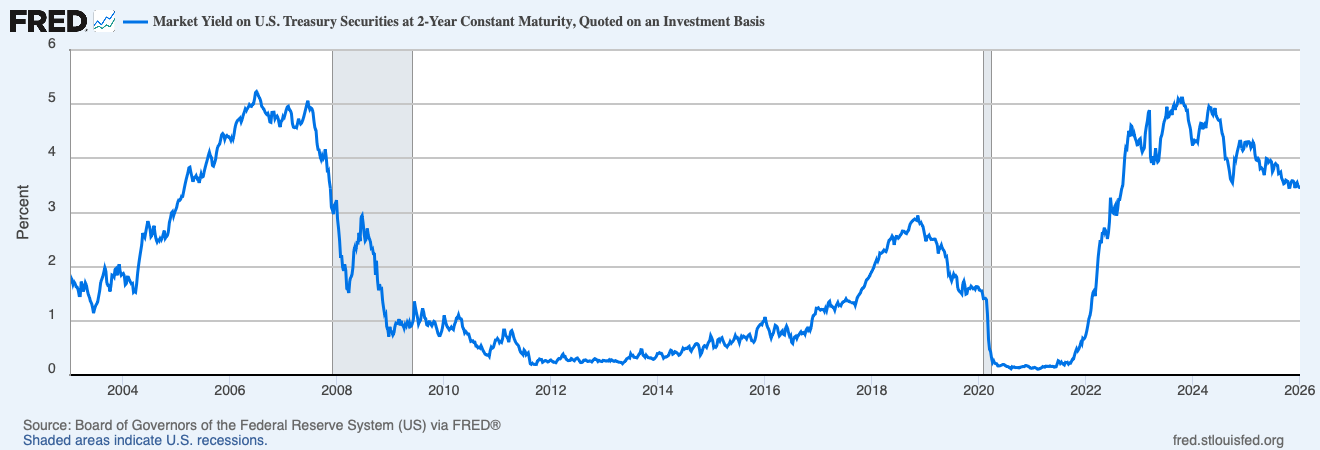 FRED Market Yield on U.S. Treasury Securities at 2-Year Constant Maturity, Quoted on an Investment Basis
6
5
4
3
2
1
0
Percent
2004 2006 2008 2010 2012 2014 2016 2018 2020 2022 2024 2026
Source: Board of Governors of the Federal Reserve System (US) via FRED®
Shaded areas indicate U.S. recessions. fred.stlouisfed.org